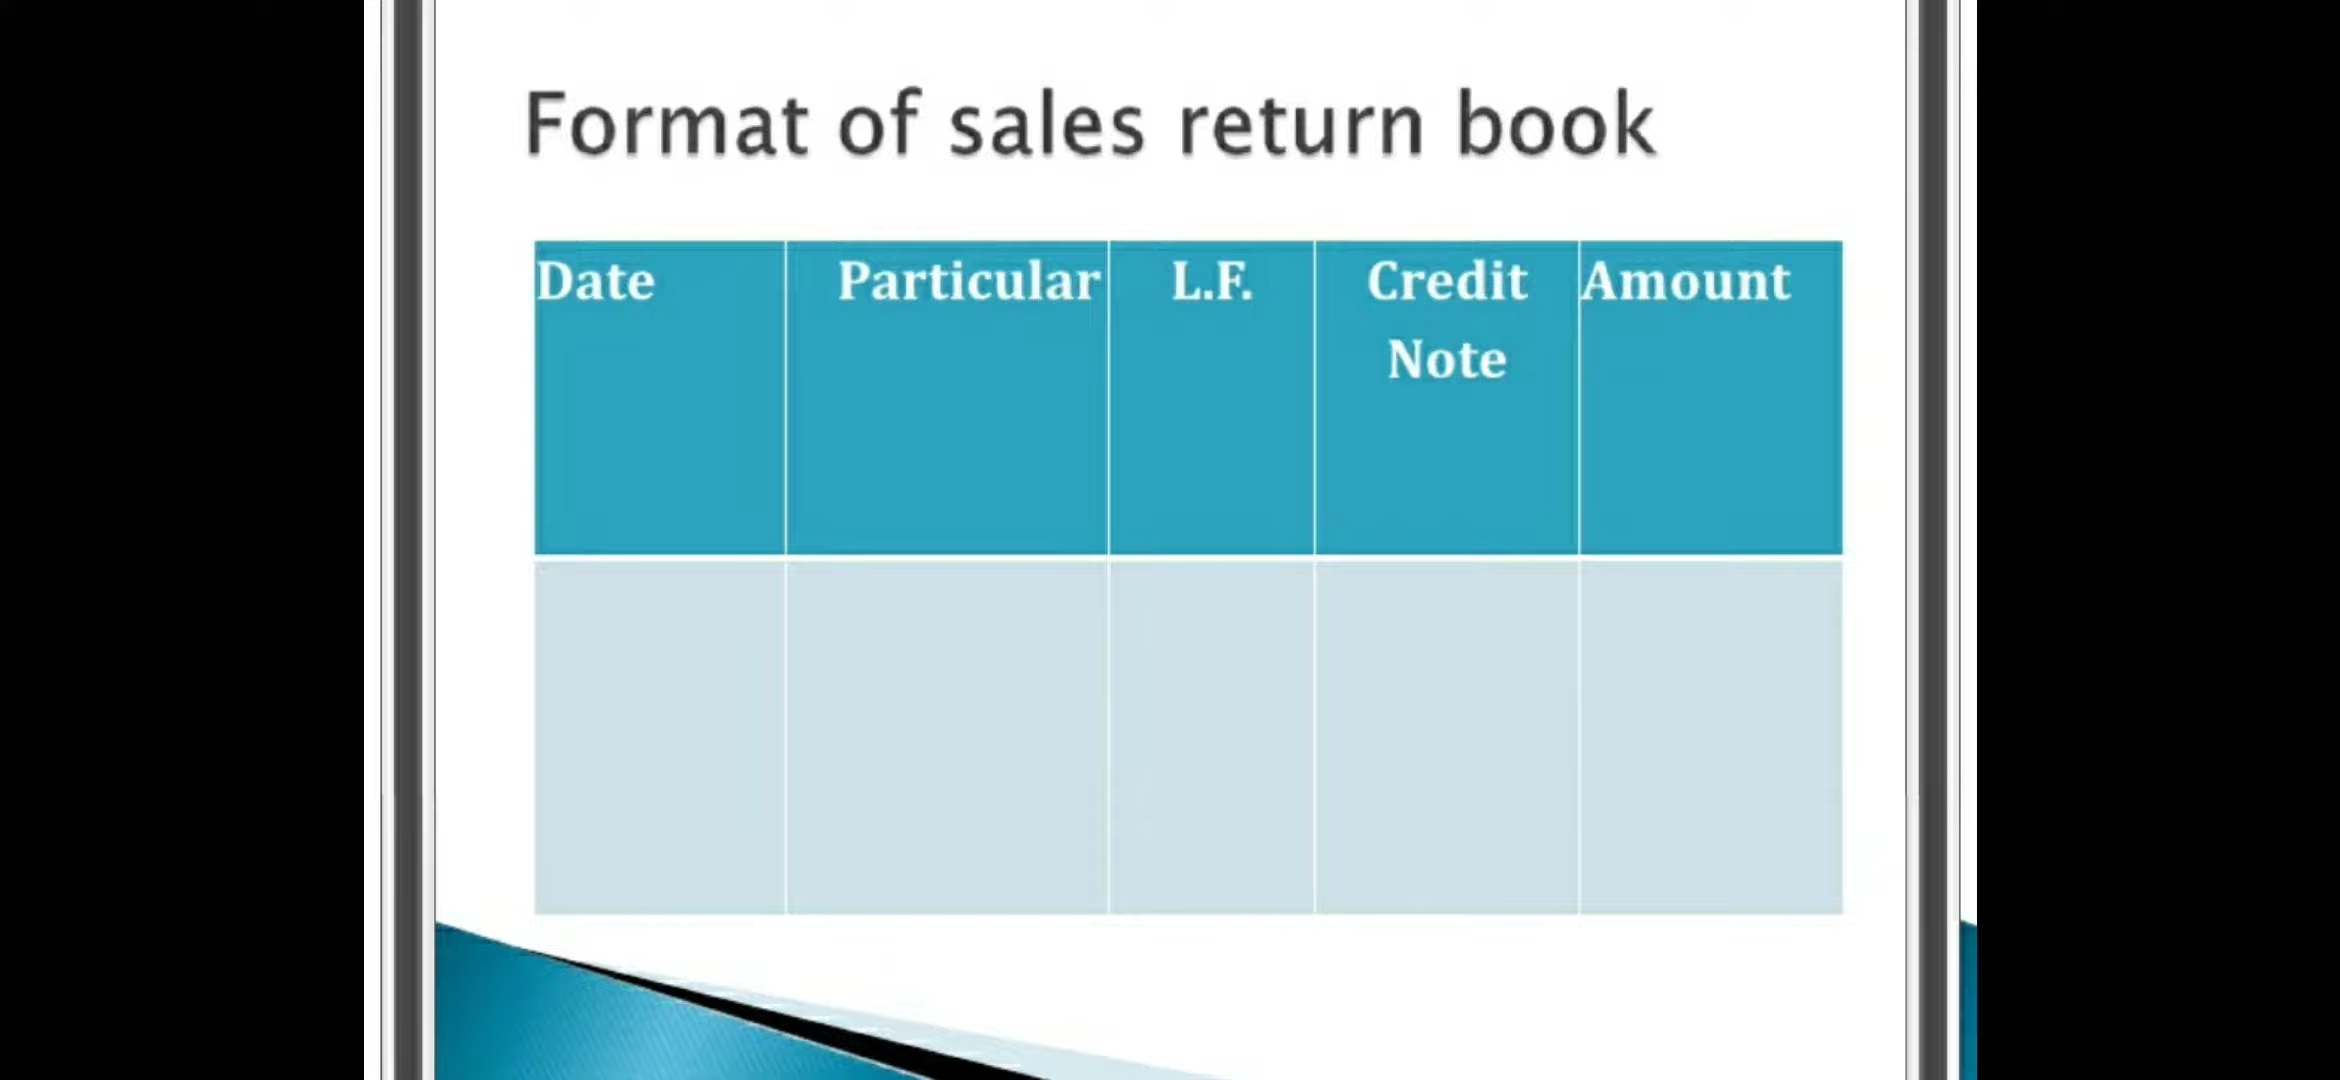 Format of sales return book
Date Particular L.F. Credit Note Amount